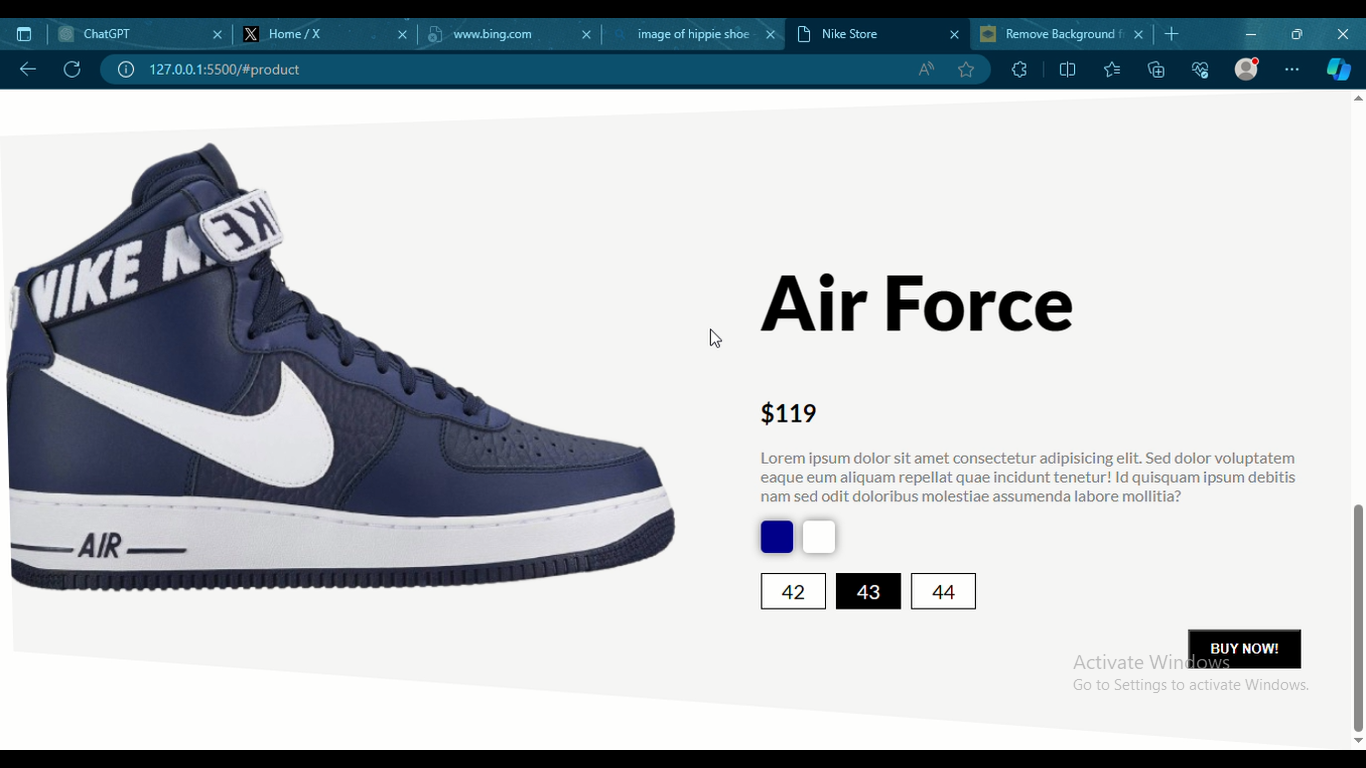 ChatGPT
Home / X
www.bing.com
image of hippie shoe
Nike Store
Remove Background f
127.0.0.1:5500/#product
NIKE N
NIKE
AIR
Air Force
$119
Lorem ipsum dolor sit amet consectetur adipisicing elit. Sed dolor voluptatem
eaque eum aliquam repellat quae incidunt tenetur! Id quisquam ipsum debitis
nam sed odit doloribus molestiae assumenda labore mollitia?
42
43
44
BUY NOW!
Activate Windows
Go to Settings to activate Windows.